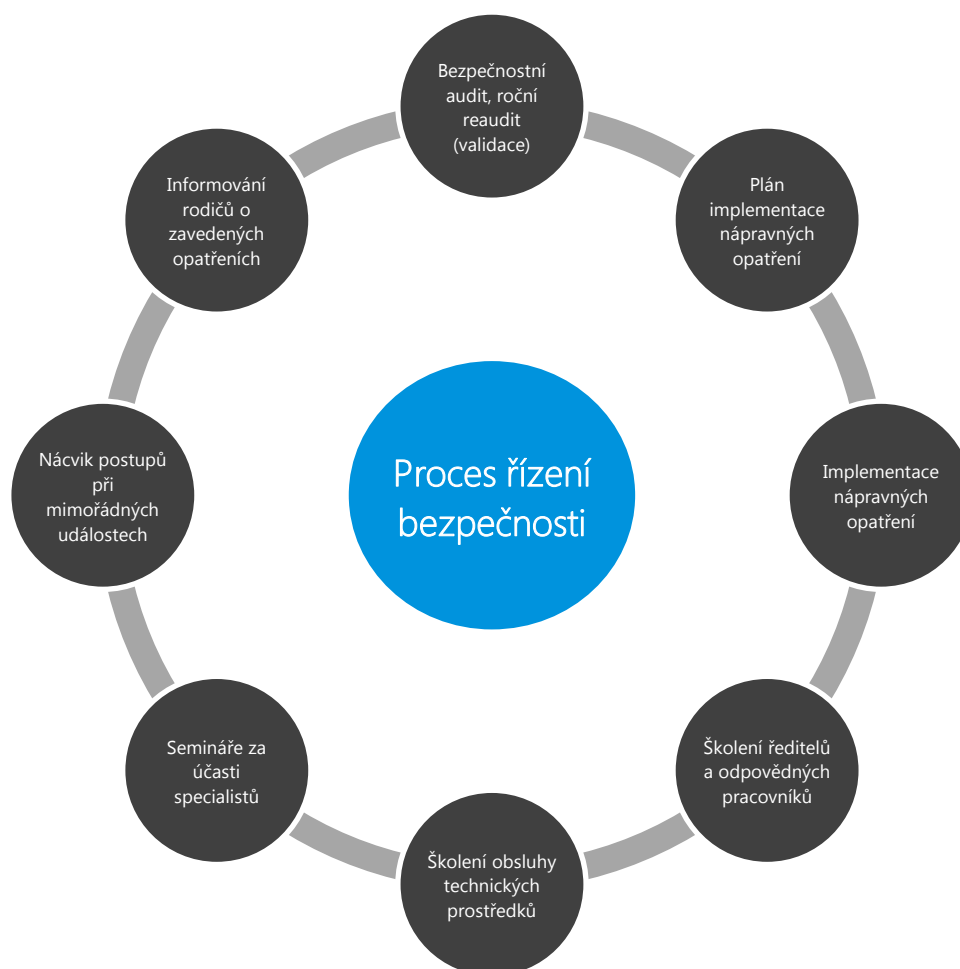 Bezpečnostní
audit, roční
reaudit
(validace)
Plán
implementace
nápravných
opatření
Implementace
nápravných
opatření
Školení ředitelů
a odpovědných
pracovníků
Školení obsluhy
technických
prostředků
Semináře za
účasti
specialistů
Nácvik postupů
při
mimořádných
událostech
Informování
rodičů o
zavedených
opatřeních
Proces řízení
bezpečnosti